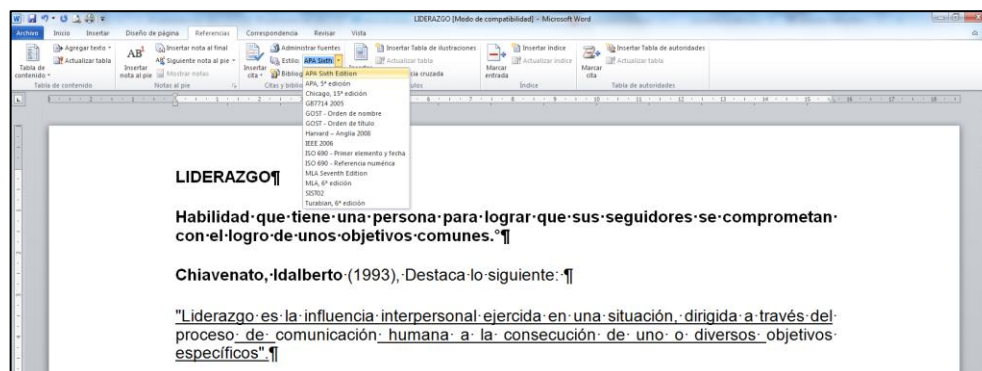 LIDERAZGO [Modo de compatibilidad] - Microsoft Word
Archivo Inicio Insertar Diseño de página Referencias Correspondencia Revisar Vista
Agregar texto Insertar nota al final Administrar fuentes Insertar Tabla de ilustraciones Insertar índice Insertar Tabla de autoridades
Actualizar tabla Siguiente nota al pie Estilo: APA Sixth Actualizar tabla Actualizar índice Actualizar tabla
Tabla de contenido AB¹ Insertar nota al pie Mostrar notas Insertar cita Bibliog cia cruzada Marcar entrada Marcar cita
Tabla de contenido Notas al pie Citas y biblio Índice Tabla de autoridades
APA Sixth Edition
APA, 5ª edición
Chicago, 15ª edición
GB7714 2005
GOST - Orden de nombre
GOST - Orden de título
Harvard – Anglia 2008
IEEE 2006
ISO 690 - Primer elemento y fecha
ISO 690 - Referencia numérica
MLA Seventh Edition
MLA, 6ª edición
SIST02
Turabian, 6ª edición
LIDERAZGO¶
Habilidad·que·tiene·una·persona·para·lograr·que·sus·seguidores·se·comprometan·
con·el·logro·de·unos·objetivos·comunes.°¶
Chiavenato,·Idalberto·(1993),·Destaca·lo·siguiente:·¶
"Liderazgo·es·la·influencia·interpersonal·ejercida·en·una·situación,·dirigida·a·través·del·
proceso·de·comunicación·humana·a·la·consecución·de·uno·o·diversos·objetivos·
específicos".¶